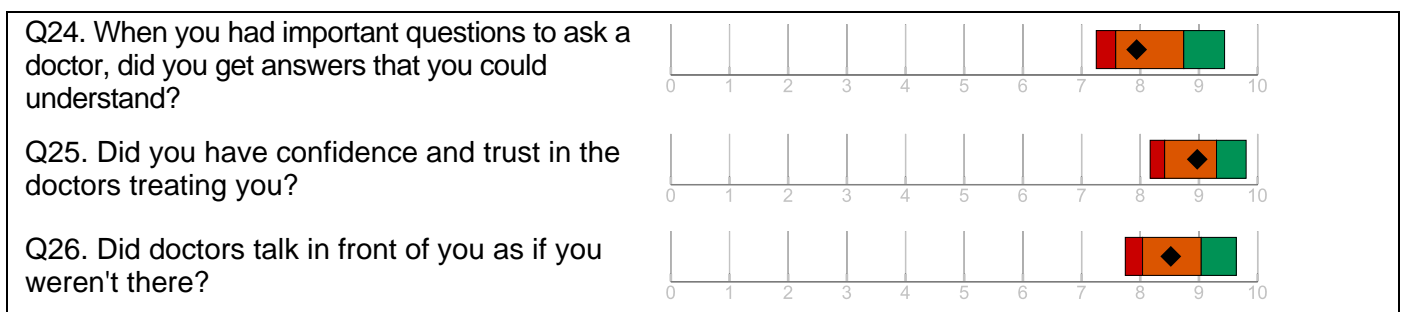 Q24. When you had important questions to ask a
doctor, did you get answers that you could
understand?
0 1 2 3 4 5 6 7 8 9 10
Q25. Did you have confidence and trust in the
doctors treating you?
0 1 2 3 4 5 6 7 8 9 10
Q26. Did doctors talk in front of you as if you
weren't there?
0 1 2 3 4 5 6 7 8 9 10